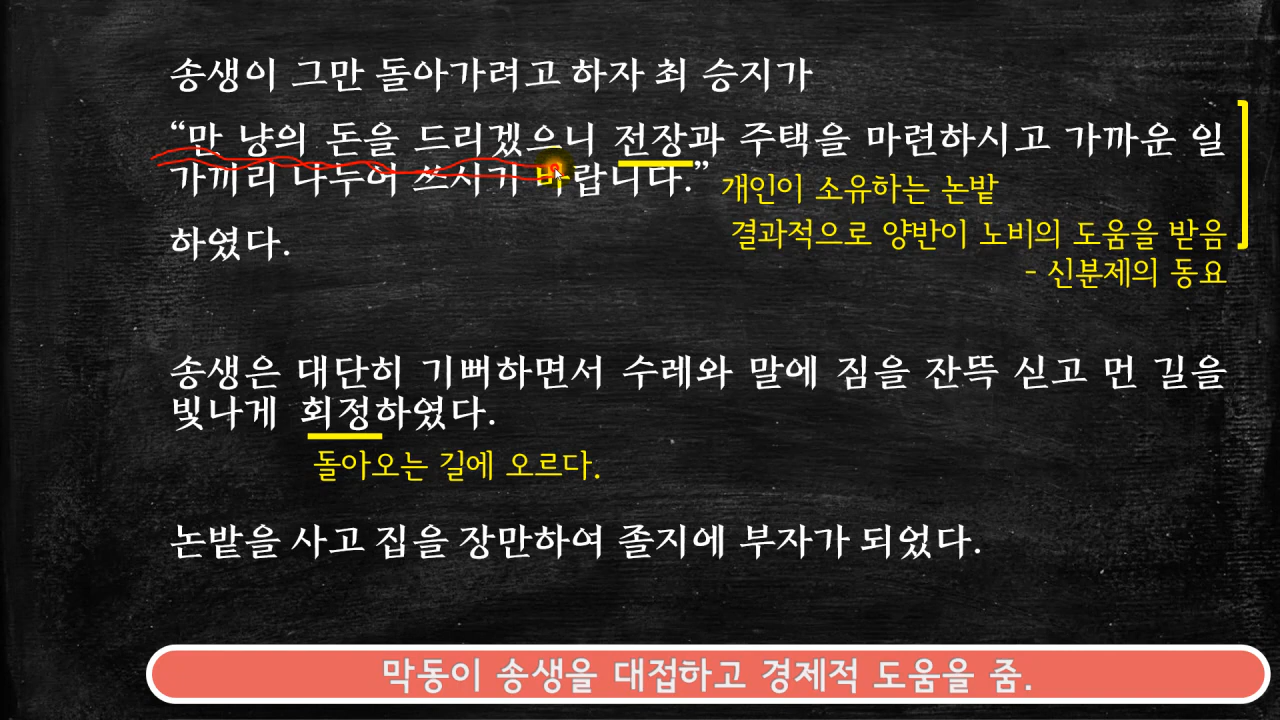 송생이 그만 돌아가려고 하자 최 승지가
“만 냥의 돈을 드리겠으니 전장과 주택을 마련하시고 가까운 일
가끼리 나누어 쓰시기 바랍니다.”
개인이 소유하는 논밭
결과적으로 양반이 노비의 도움을 받음
하였다.
- 신분제의 동요
송생은 대단히 기뻐하면서 수레와 말에 짐을 잔뜩 싣고 먼 길을
빛나게 회정하였다.
돌아오는 길에 오르다.
논밭을 사고 집을 장만하여 졸지에 부자가 되었다.
막동이 송생을 대접하고 경제적 도움을 줌.